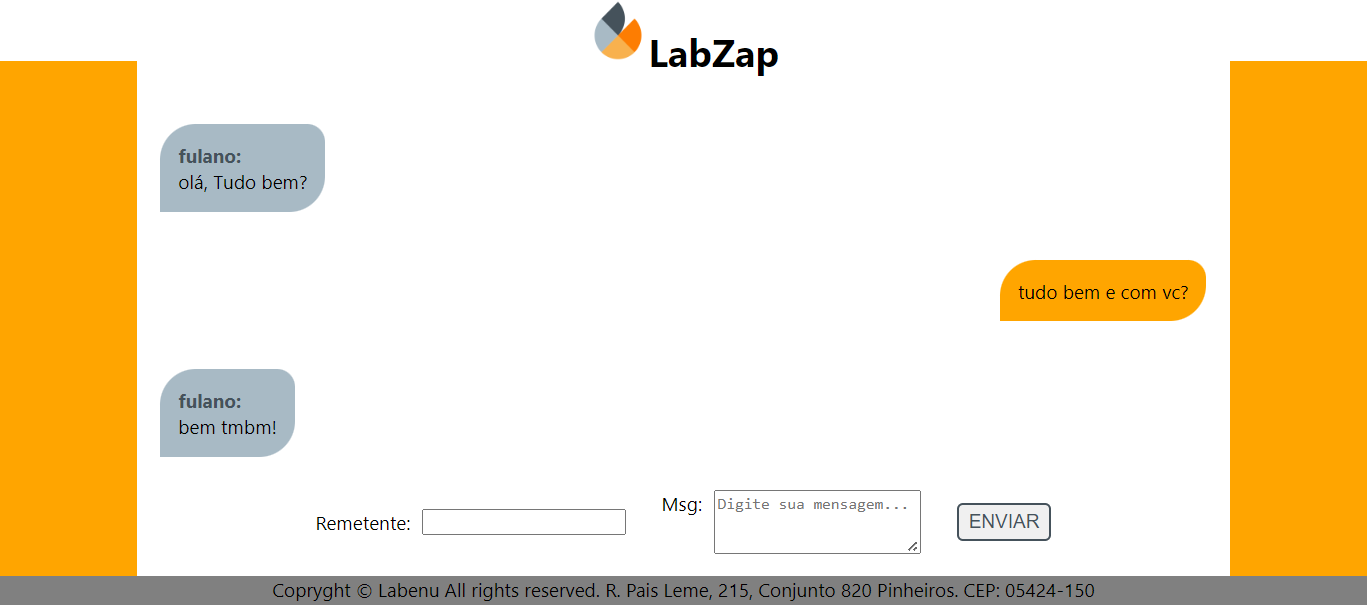 LabZap
fulano:
olá, Tudo bem?
tudo bem e com vc?
fulano:
bem tmbm!
Remetente:
Msg:
Digite sua mensagem...
ENVIAR
Copryght © Labenu All rights reserved. R. Pais Leme, 215, Conjunto 820 Pinheiros. CEP: 05424-150